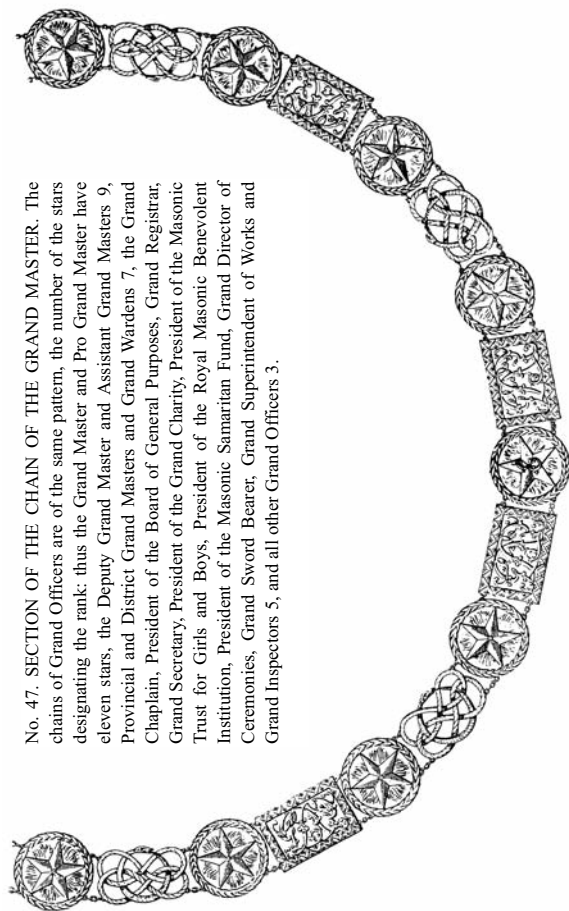 No. 47. SECTION OF THE CHAIN OF THE GRAND MASTER. The
chains of Grand Officers are of the same pattern, the number of the stars
designating the rank: thus the Grand Master and Pro Grand Master have
eleven stars, the Deputy Grand Master and Assistant Grand Masters 9,
Provincial and District Grand Masters and Grand Wardens 7, the Grand
Chaplain, President of the Board of General Purposes, Grand Registrar,
Grand Secretary, President of the Grand Charity, President of the Masonic
Trust for Girls and Boys, President of the Royal Masonic Benevolent
Institution, President of the Masonic Samaritan Fund, Grand Director of
Ceremonies, Grand Sword Bearer, Grand Superintendent of Works and
Grand Inspectors 5, and all other Grand Officers 3.